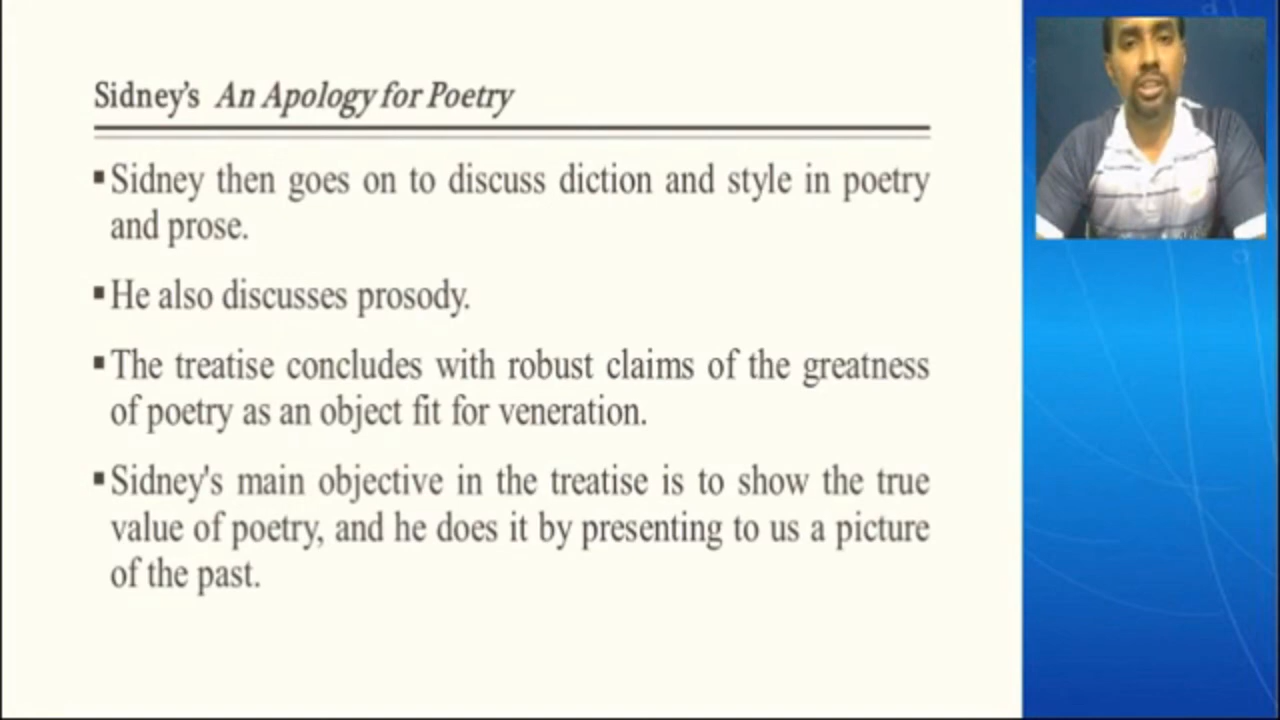 Sidney's An Apology for Poetry
▪Sidney then goes on to discuss diction and style in poetry
and prose.
▪He also discusses prosody.
▪The treatise concludes with robust claims of the greatness
of poetry as an object fit for veneration.
▪Sidney's main objective in the treatise is to show the true
value of poetry, and he does it by presenting to us a picture
of the past.